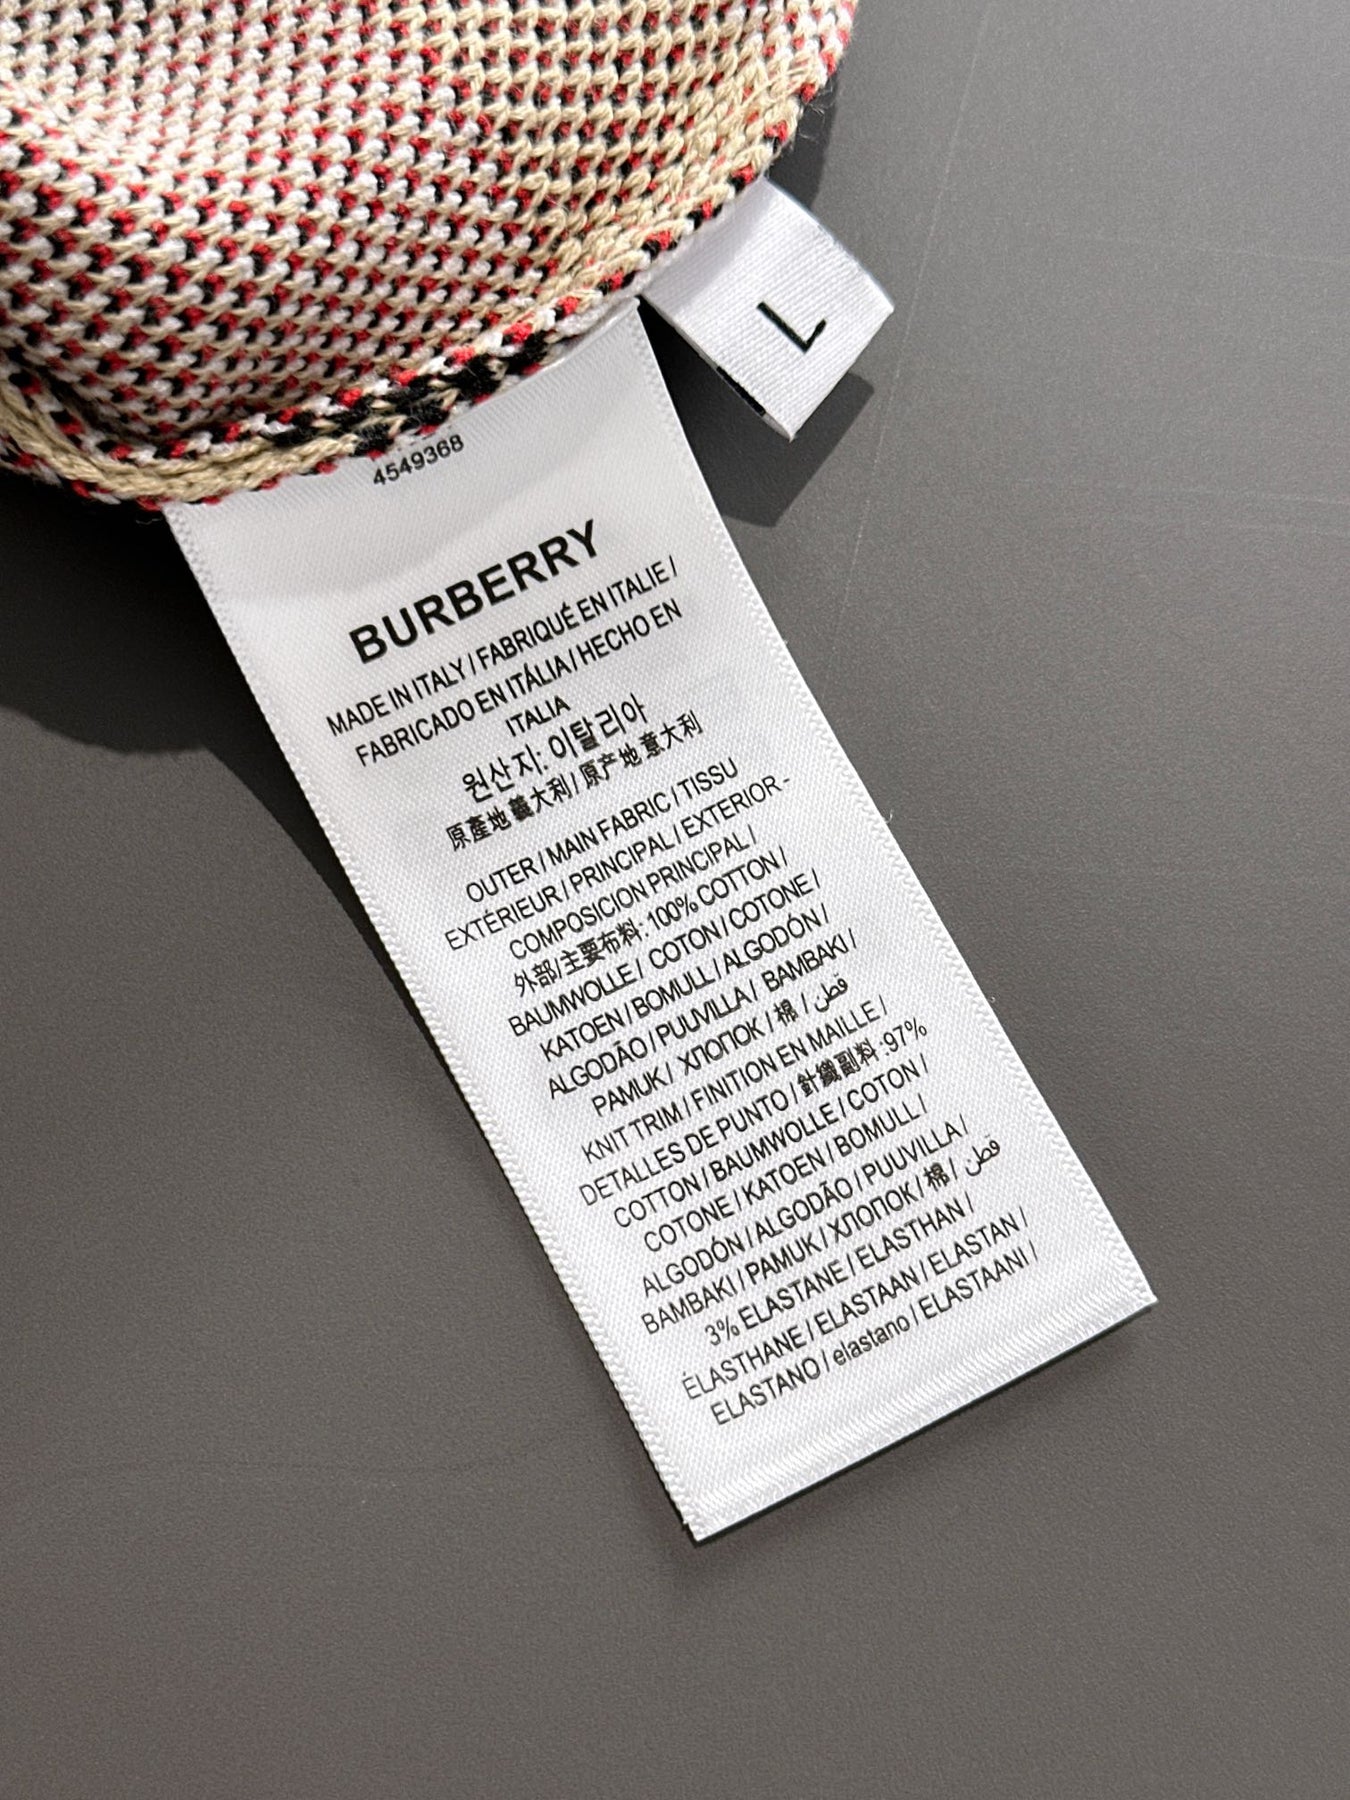 L
4549368
BURBERRY
MADE IN ITALY / FABRIQUÉ EN ITALIE /
FABRICADO EN ITÁLIA / HECHO EN
ITALIA
원산지: 이탈리아
原產地 義大利 / 原产地 意大利
OUTER / MAIN FABRIC / TISSU
EXTÉRIEUR / PRINCIPAL / EXTERIOR -
COMPOSICION PRINCIPAL /
外部/主要布料: 100% COTTON /
BAUMWOLLE / COTON / COTONE /
KATOEN / BOMULL / ALGODÓN /
ALGODÃO / PUUVILLA / BAMBAKI /
PAMUK / ХЛОПОК / 棉 / قطن
KNIT TRIM / FINITION EN MAILLE /
DETALLES DE PUNTO / 針織副料 :97%
COTTON / BAUMWOLLE / COTON /
COTONE / KATOEN / BOMULL /
ALGODÓN / ALGODÃO / PUUVILLA /
BAMBAKI / PAMUK / ХЛОПОК / 棉 / قطن
3% ELASTANE / ELASTHAN /
ÉLASTHANE / ELASTAAN / ELASTAN /
ELASTANO / elastano / ELASTAANI /